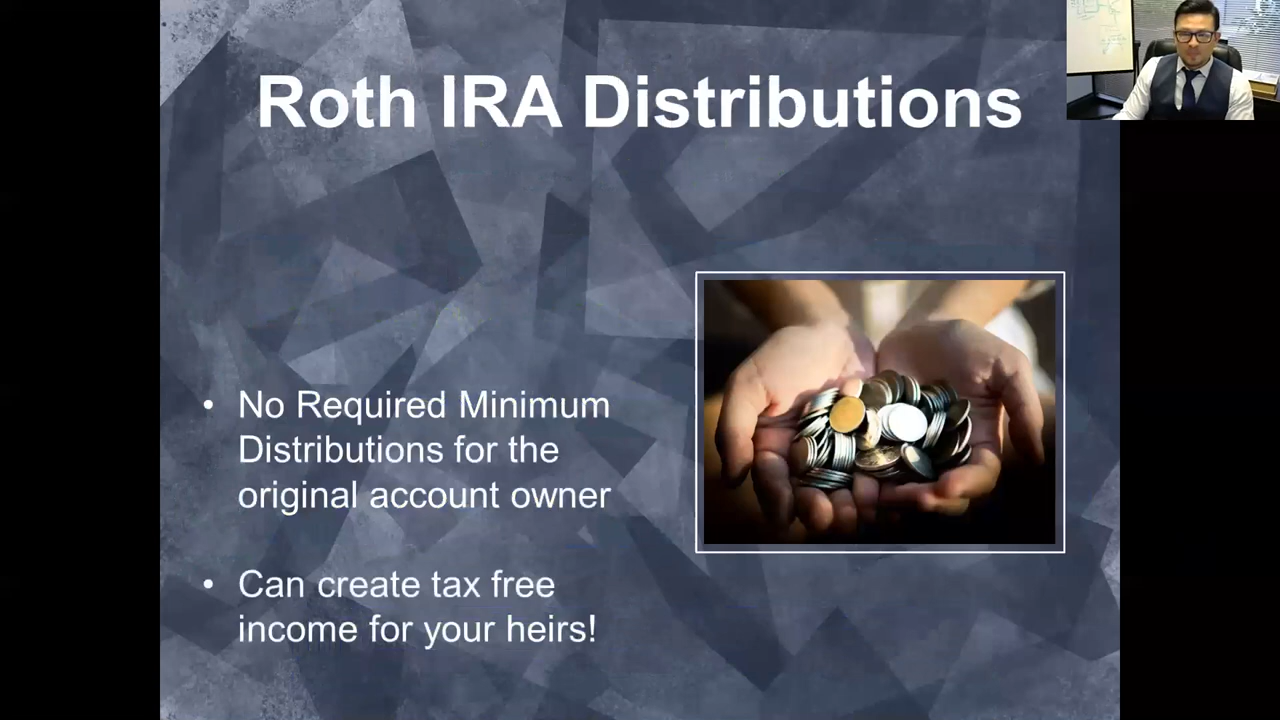 Roth IRA Distributions
• No Required Minimum
Distributions for the
original account owner
• Can create tax free
income for your heirs!